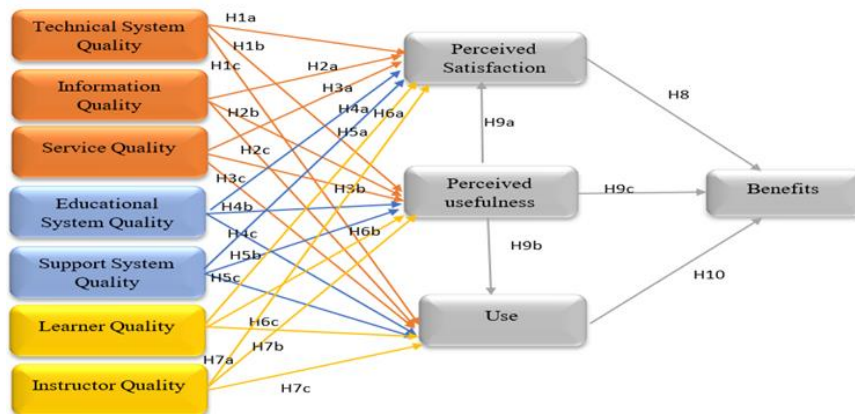 Technical System
Quality
Information
Quality
Service Quality
Educational
System Quality
Support System
Quality
Learner Quality
Instructor Quality
H1a
H1b
H1c
H2a
H2b
H3a
H2c
H3c
H4a
H5a
H6a
H3b
H4b
H4c
H5b
H5c
H6b
H6c
H7a
H7b
H7c
Perceived
Satisfaction
H9a
Perceived
usefulness
H9b
Use
H8
H9c
H10
Benefits